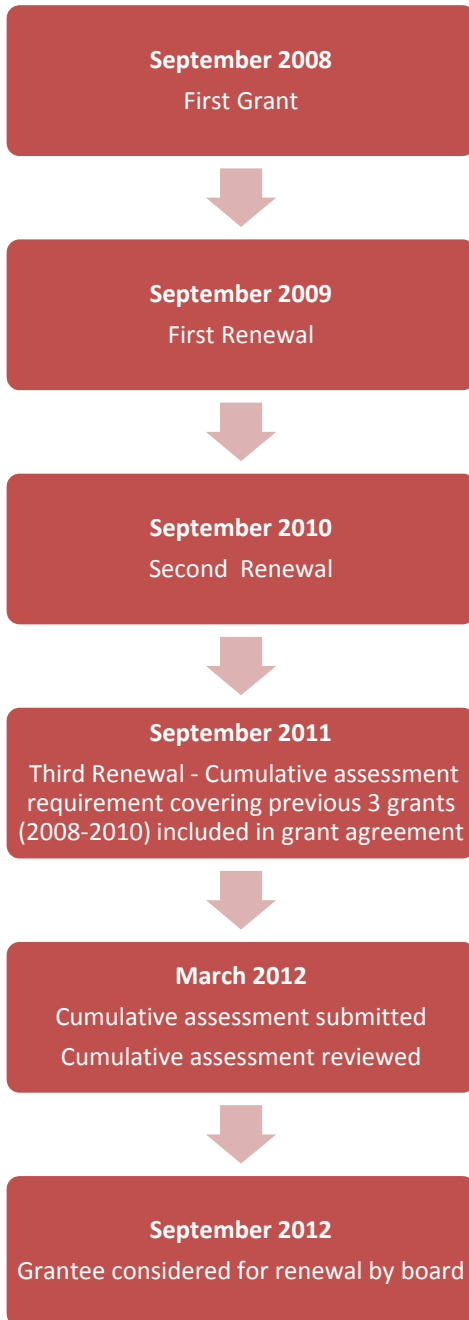 September 2008
First Grant
September 2009
First Renewal
September 2010
Second  Renewal
September 2011
Third Renewal - Cumulative assessment
requirement covering previous 3 grants
(2008-2010) included in grant agreement
March 2012
Cumulative assessment submitted
Cumulative assessment reviewed
September 2012
Grantee considered for renewal by board